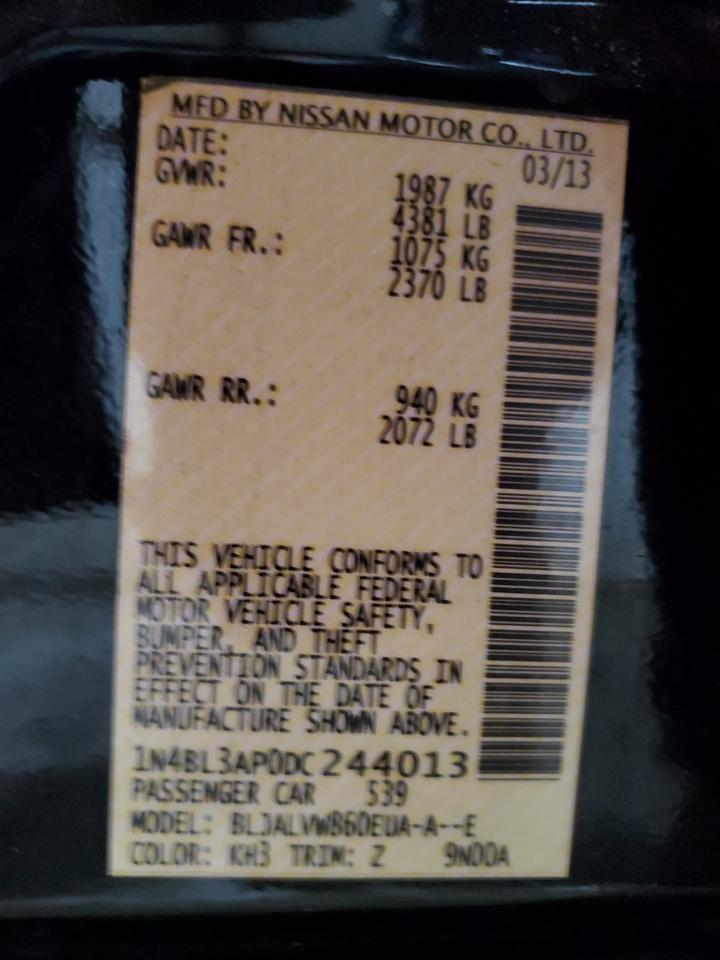 MFD BY NISSAN MOTOR CO., LTD.
DATE: 03/13
GVWR: 1987 KG
4381 LB
GAWR FR.: 1075 KG
2370 LB
GAWR RR.: 940 KG
2072 LB
THIS VEHICLE CONFORMS TO
ALL APPLICABLE FEDERAL
MOTOR VEHICLE SAFETY,
BUMPER, AND THEFT
PREVENTION STANDARDS IN
EFFECT ON THE DATE OF
MANUFACTURE SHOWN ABOVE.
1N4BL3AP0DC244013
PASSENGER CAR 539
MODEL:
COLOR: KH3 TRIM: Z 9N00A